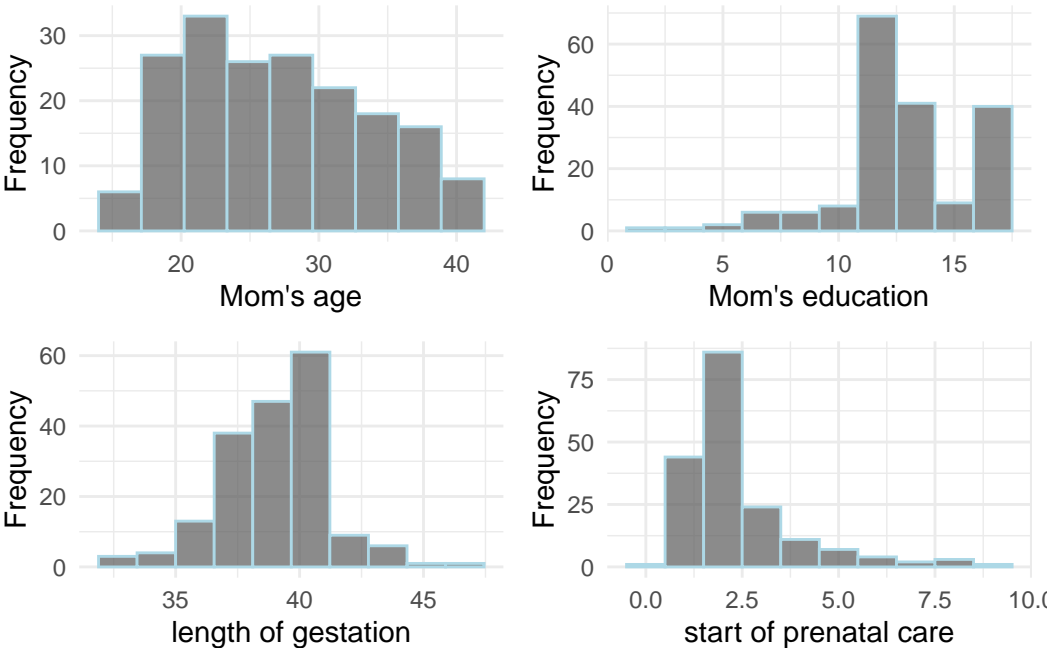 Frequency
30
20
10
0
20 30 40
Mom's age
Frequency
60
40
20
0
0 5 10 15
Mom's education
Frequency
60
40
20
0
35 40 45
length of gestation
Frequency
75
50
25
0
0.0 2.5 5.0 7.5 10.0
start of prenatal care